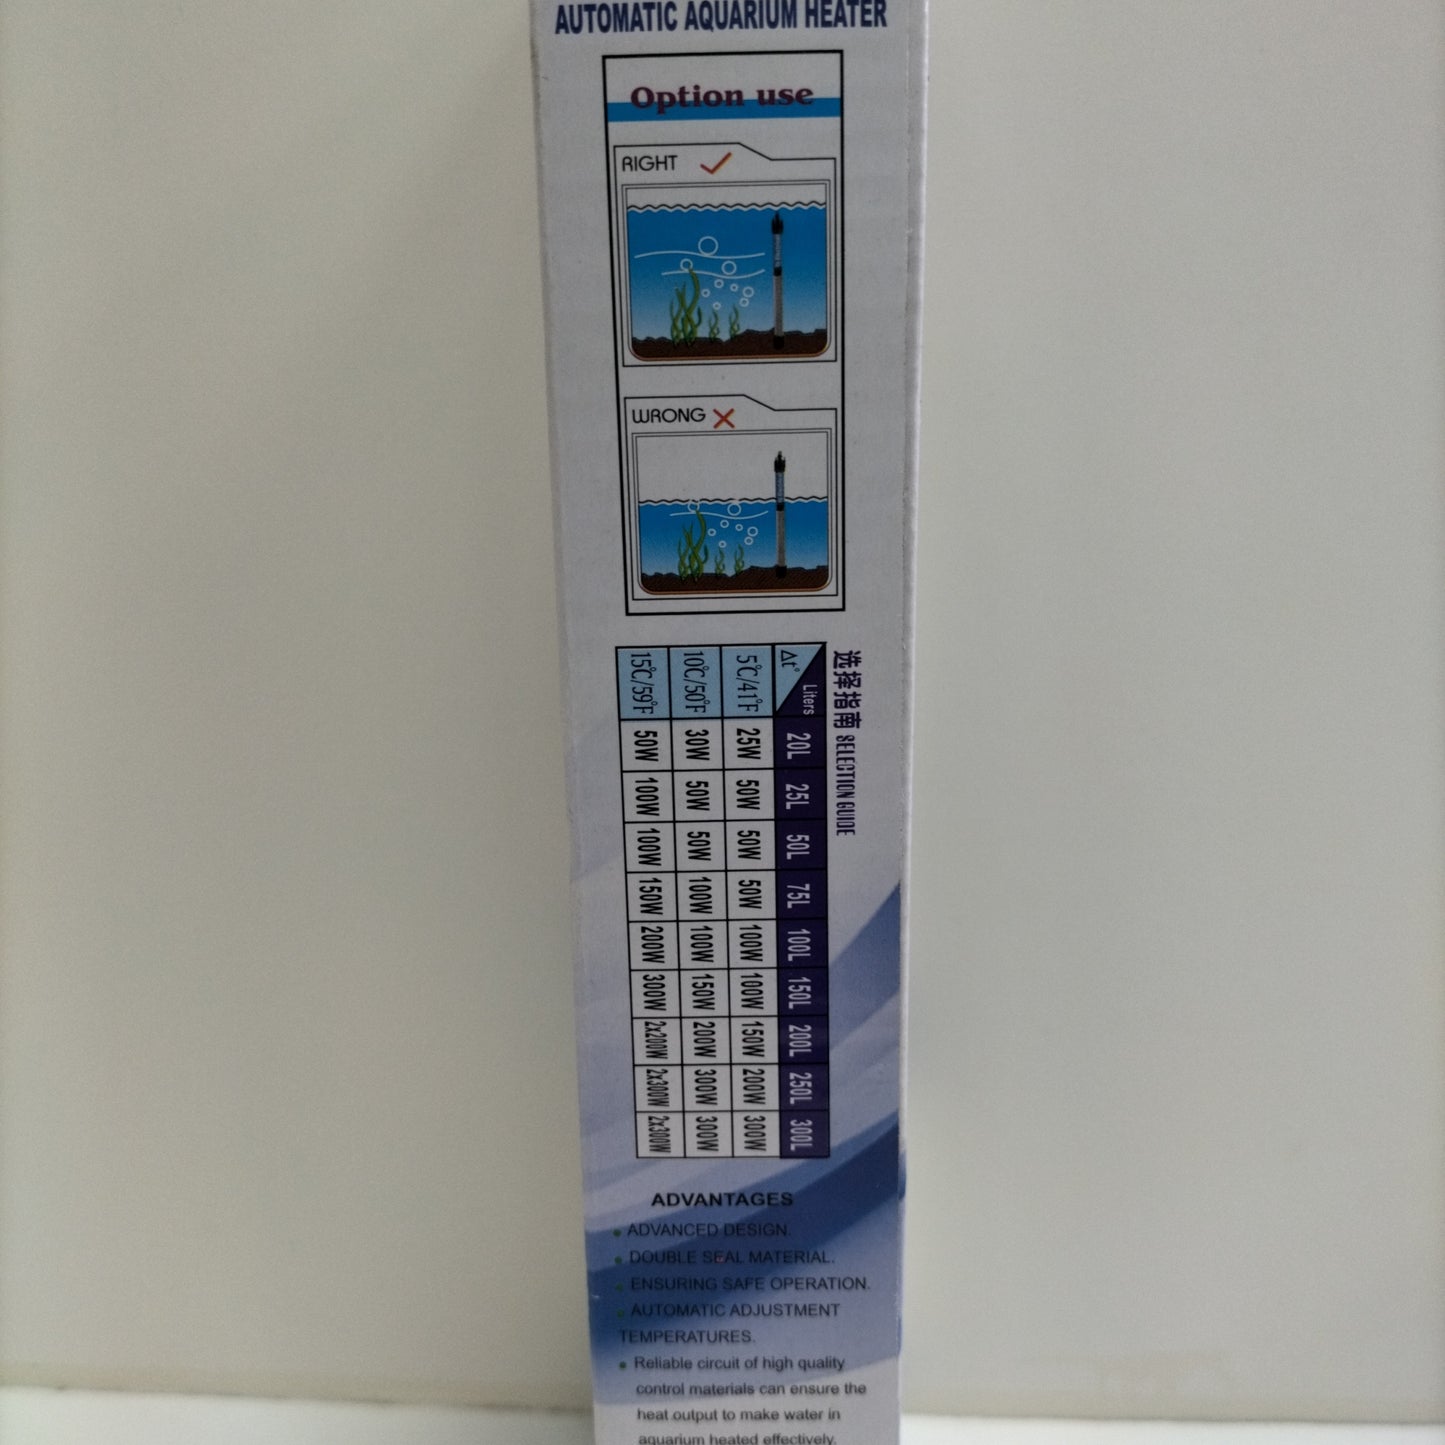 AUTOMATIC AQUARIUM HEATER
Option use
RIGHT
WRONG
选择指南 SELECTION GUIDE
Δt° Liters 20L 25L 50L 75L 100L 150L 200L 250L 300L
5℃/41℉ 25W 50W 50W 50W 100W 100W 150W 200W 300W
10℃/50℉ 30W 50W 50W 100W 100W 150W 200W 300W 300W
15℃/59℉ 50W 100W 100W 150W 200W 300W 2x200W 2x300W 2x300W
ADVANTAGES
• ADVANCED DESIGN.
• DOUBLE SEAL MATERIAL.
• ENSURING SAFE OPERATION.
• AUTOMATIC ADJUSTMENT
TEMPERATURES.
• Reliable circuit of high quality
control materials can ensure the
heat output to make water in
aquarium heated effectively.